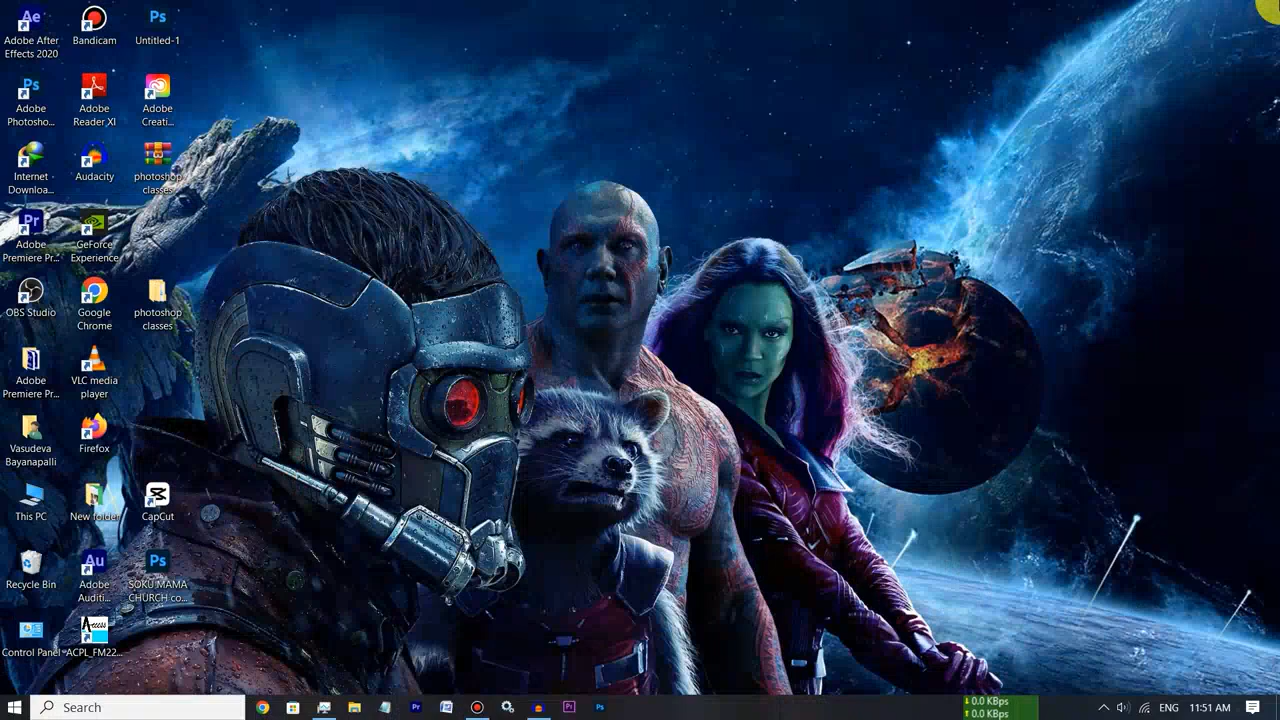 Adobe After
Effects 2020
Bandicam
Untitled-1
Adobe
Photosho...
Adobe
Reader XI
Adobe
Creati...
Internet
Downloa...
Audacity
photoshop
classes
Adobe
Premiere Pr...
GeForce
Experience
OBS Studio
Google
Chrome
photoshop
classes
Adobe
Premiere Pr...
VLC media
player
Vasudeva
Bayanapalli
Firefox
This PC
New folder
CapCut
Recycle Bin
Adobe
Auditi...
SOKU MAMA
CHURCH co...
Control Panel
ACPL_FM22...
Search
0.0 KBps
0.0 KBps
ENG
11:51 AM